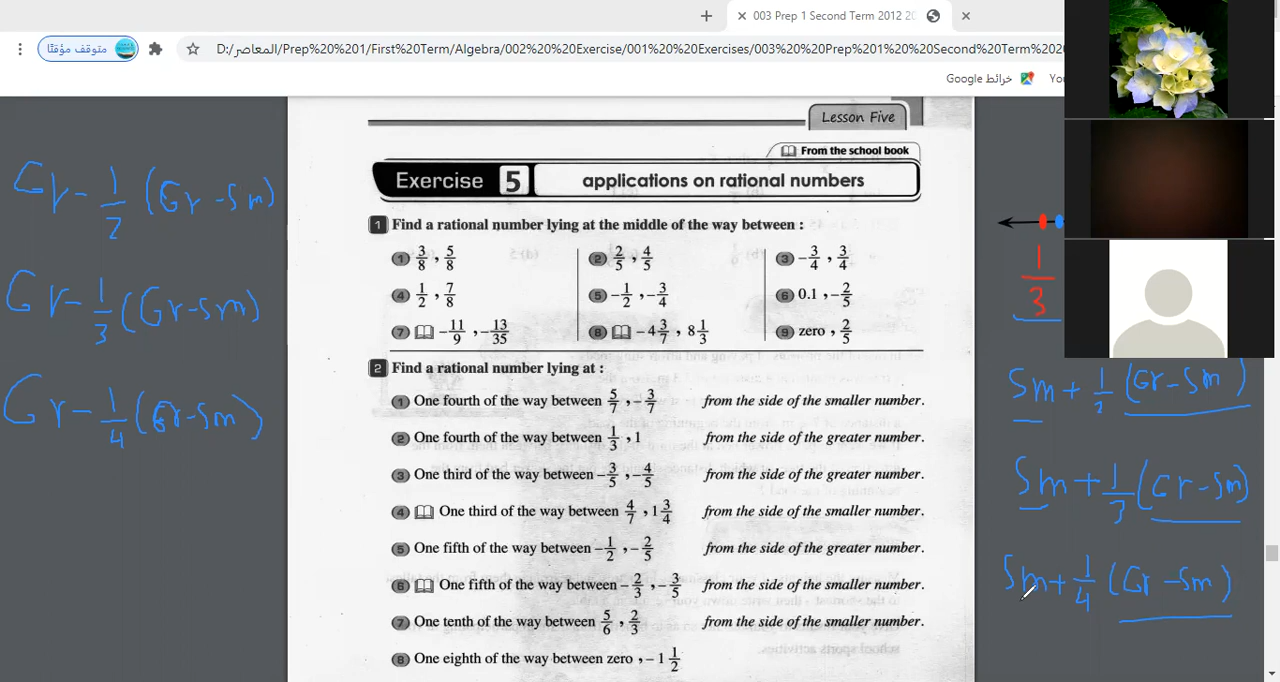 003 Prep 1 Second Term 2012 20
متوقف مؤقتًا
D:/المعاصر/Prep%20%201/First%20Term/Algebra/002%20%20Exercise/001%20%20Exercises/003%20%20Prep%201%20%20Second%20Term%20
خرائط Google
Lesson Five
From the school book
Exercise 5 applications on rational numbers
1 Find a rational number lying at the middle of the way between :
1 3/8 , 5/8
2 2/5 , 4/5
3 -3/4 , 3/4
4 1/2 , 7/8
5 -1/2 , -3/4
6 0.1 , -2/5
7 -11/9 , -13/35
8 -4 3/7 , 8 1/3
9 zero , 2/5
2 Find a rational number lying at :
1 One fourth of the way between 5/7 , -3/7 from the side of the smaller number.
2 One fourth of the way between 1/3 , 1 from the side of the greater number.
3 One third of the way between -3/5 , -4/5 from the side of the greater number.
4 One third of the way between 4/7 , 1 3/4 from the side of the smaller number.
5 One fifth of the way between -1/2 , -2/5 from the side of the greater number.
6 One fifth of the way between -2/3 , -3/5 from the side of the smaller number.
7 One tenth of the way between 5/6 , 2/3 from the side of the smaller number.
8 One eighth of the way between zero , -1 1/2
Gr - 1/2 (Gr - Sm)
Gr - 1/3 (Gr - Sm)
Gr - 1/4 (Gr - Sm)
1/3
Sm + 1/2 (Gr - Sm)
Sm + 1/3 (Gr - Sm)
Sm + 1/4 (Gr - Sm)